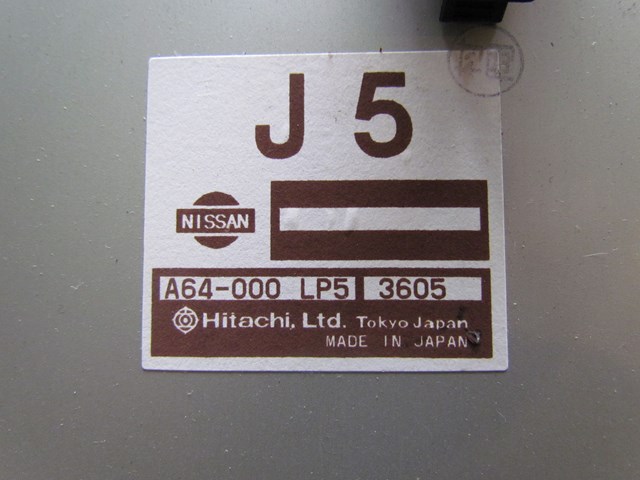 J 5
NISSAN
A64-000 LP5 3605
Hitachi, Ltd. Tokyo Japan
MADE IN JAPAN